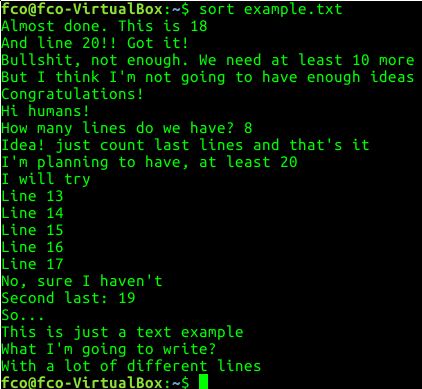 fco@fco-VirtualBox:~$ sort example.txt
Almost done. This is 18
And line 20!! Got it!
Bullshit, not enough. We need at least 10 more
But I think I'm not going to have enough ideas
Congratulations!
Hi humans!
How many lines do we have? 8
Idea! just count last lines and that's it
I'm planning to have, at least 20
I will try
Line 13
Line 14
Line 15
Line 16
Line 17
No, sure I haven't
Second last: 19
So...
This is just a text example
What I'm going to write?
With a lot of different lines
fco@fco-VirtualBox:~$